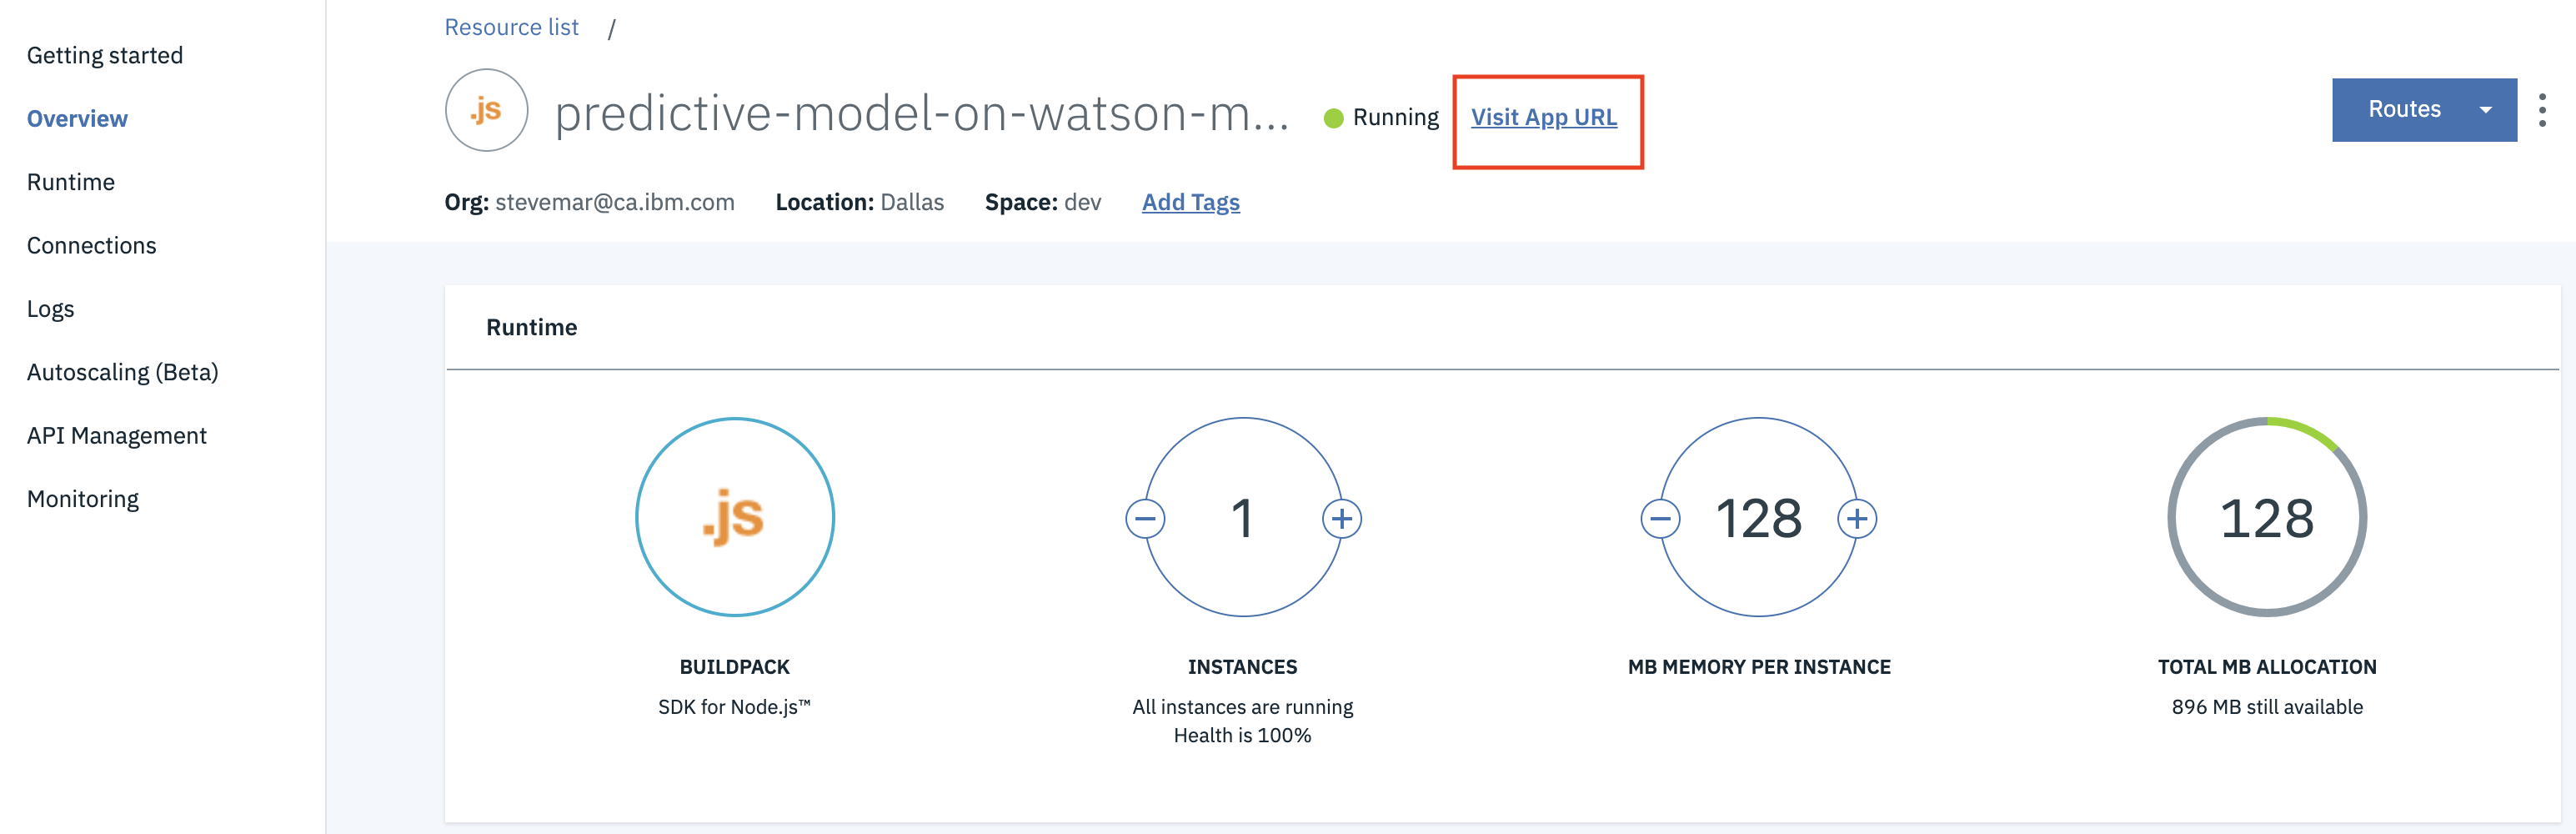 Getting started
Overview
Runtime
Connections
Logs
Autoscaling (Beta)
API Management
Monitoring
Resource list /
.js predictive-model-on-watson-m... Running Visit App URL
Routes
Org: stevemar@ca.ibm.com Location: Dallas Space: dev Add Tags
Runtime
.js
BUILDPACK
SDK for Node.js™
1
INSTANCES
All instances are running
Health is 100%
128
MB MEMORY PER INSTANCE
128
TOTAL MB ALLOCATION
896 MB still available